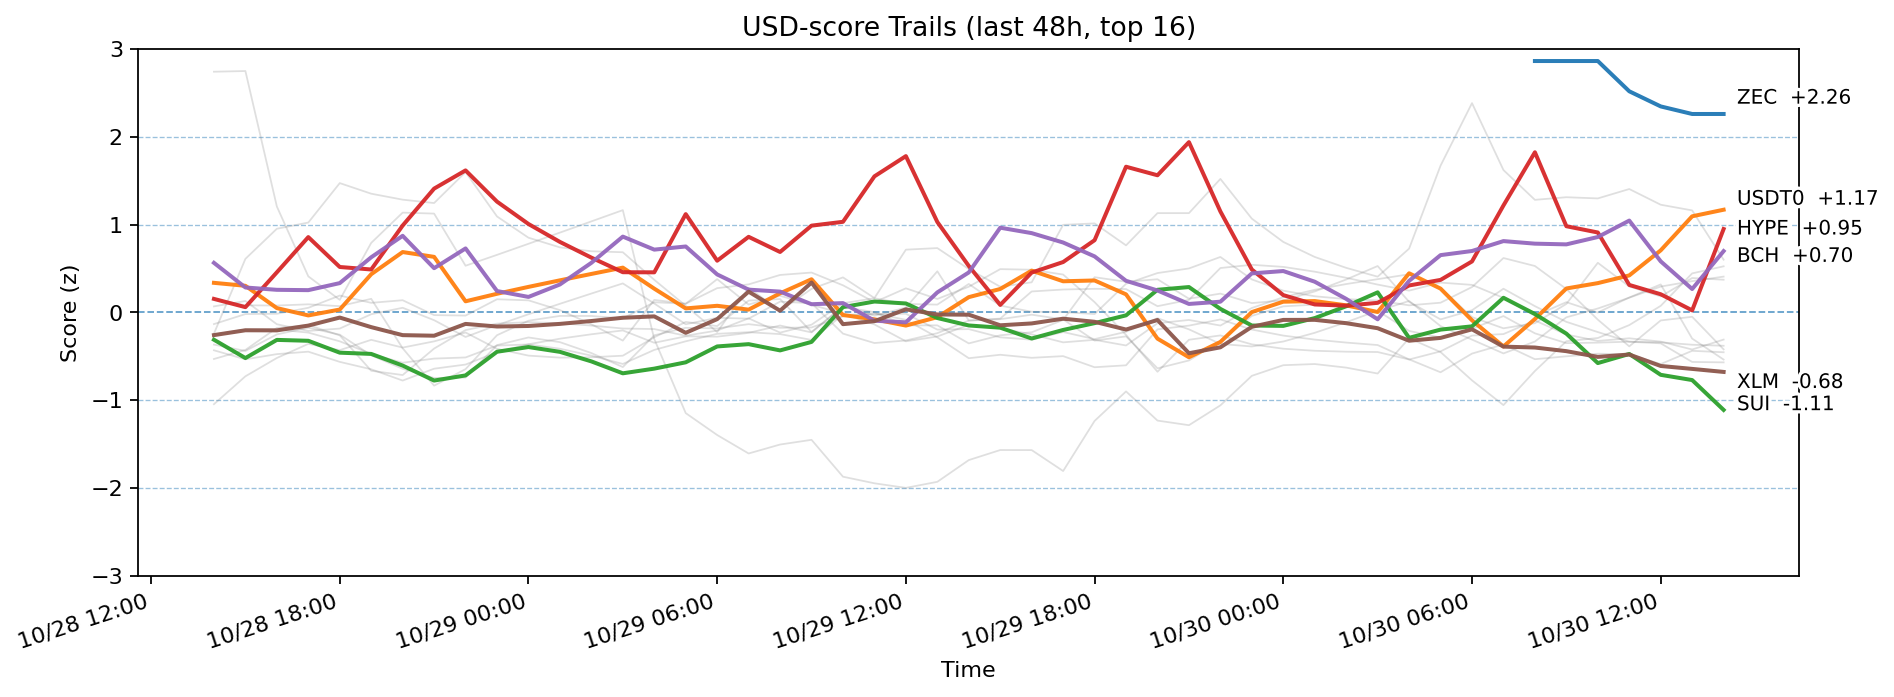 USD-score Trails (last 48h, top 16)
3
2
1
0
−1
−2
−3
Score (z)
ZEC +2.26
USDT0 +1.17
HYPE +0.95
BCH +0.70
XLM -0.68
SUI -1.11
10/28 12:00
10/28 18:00
10/29 00:00
10/29 06:00
10/29 12:00
10/29 18:00
10/30 00:00
10/30 06:00
10/30 12:00
Time